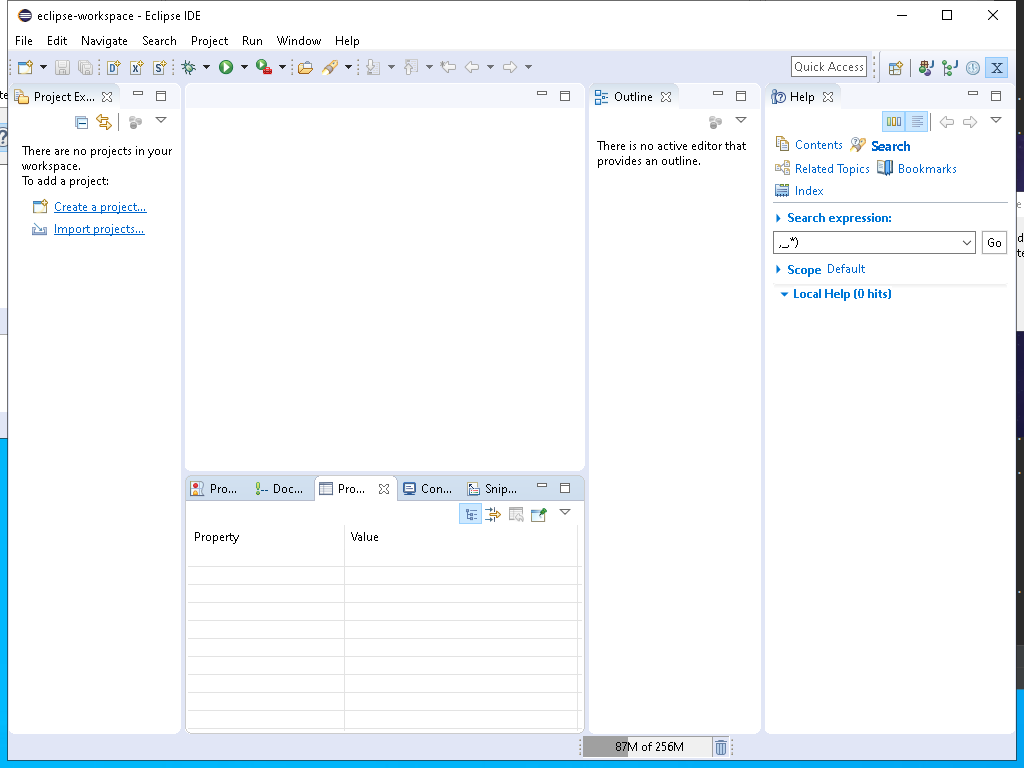 eclipse-workspace - Eclipse IDE
File Edit Navigate Search Project Run Window Help
Quick Access
Project Ex...
Outline
Help
There are no projects in your
workspace.
To add a project:
Create a project...
Import projects...
There is no active editor that
provides an outline.
Contents Search
Related Topics Bookmarks
Index
Search expression:
,_*) Go
Scope Default
Local Help (0 hits)
Pro... Doc... Pro... Con... Snip...
Property Value
87M of 256M